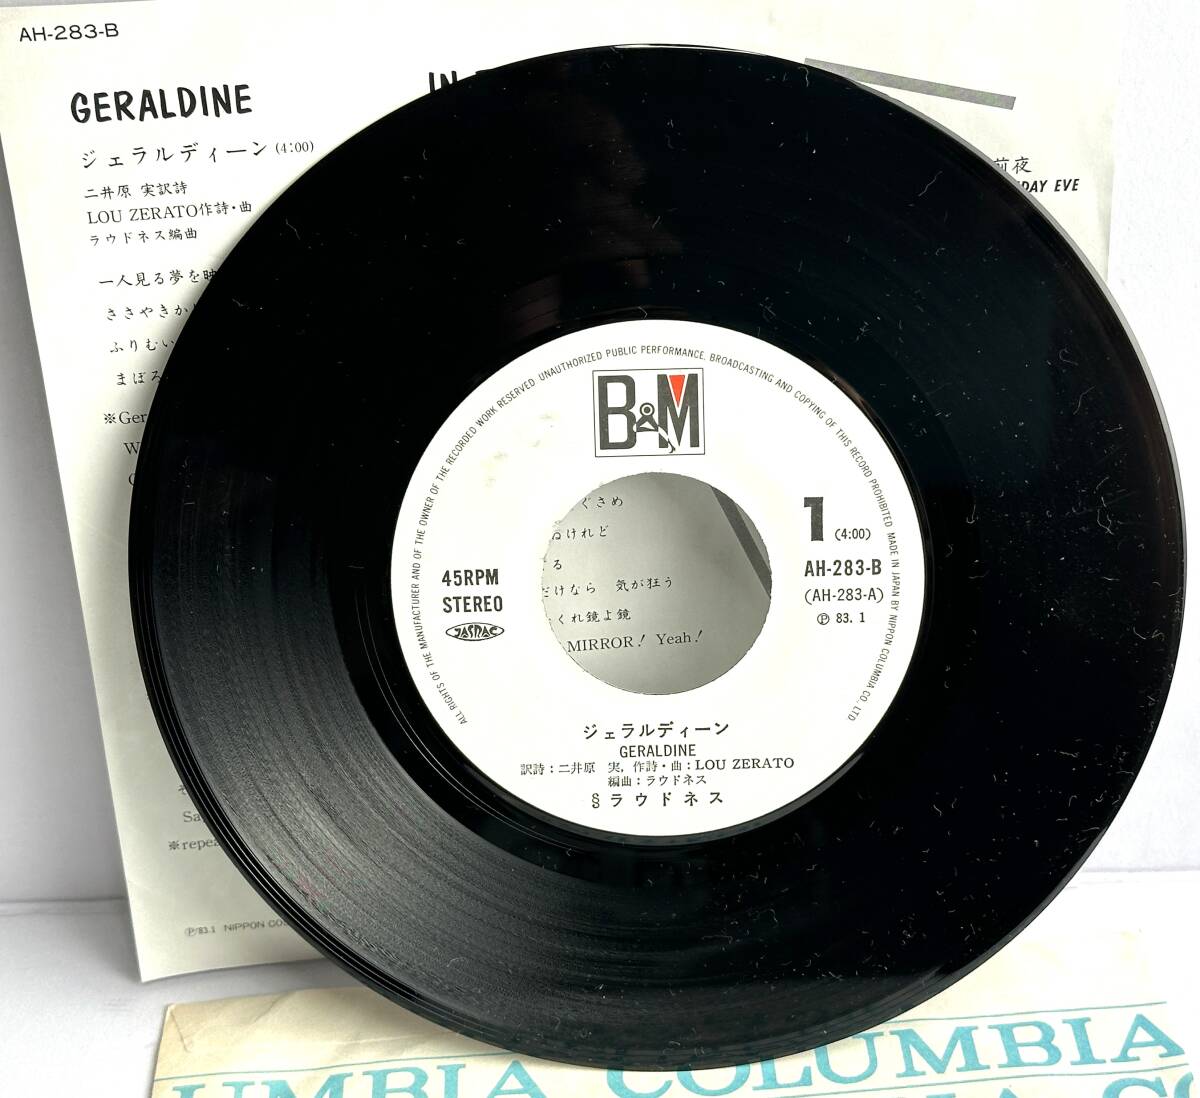 AH-283-B
GERALDINE
ジェラルディーン (4:00)
二井原 実訳詩
LOU ZERATO作詩・曲
ラウドネス編曲
一人見る夢を映
ささやきか
ふりむい
まぼろ
※Ger
Sa
※repea
Ⓟ/83.1 NIPPON CO
IN
前夜
DAY EVE
ALL RIGHTS OF THE MANUFACTURER AND OF THE OWNER OF THE RECORDED WORK RESERVED. UNAUTHORIZED PUBLIC PERFORMANCE, BROADCASTING AND COPYING OF THIS RECORD PROHIBITED MADE IN JAPAN BY NIPPON COLUMBIA CO., LTD.
B&M
1 (4:00)
45RPM
STEREO
JASRAC
AH-283-B
(AH-283-A)
Ⓟ 83. 1
ぐさめ
ぬけれど
る
だけなら 気が狂う
くれ鏡よ鏡
MIRROR! Yeah!
ジェラルディーン
GERALDINE
訳詩:二井原 実, 作詩・曲:LOU ZERATO
編曲:ラウドネス
§ラウドネス
UMBIA COLUMBIA